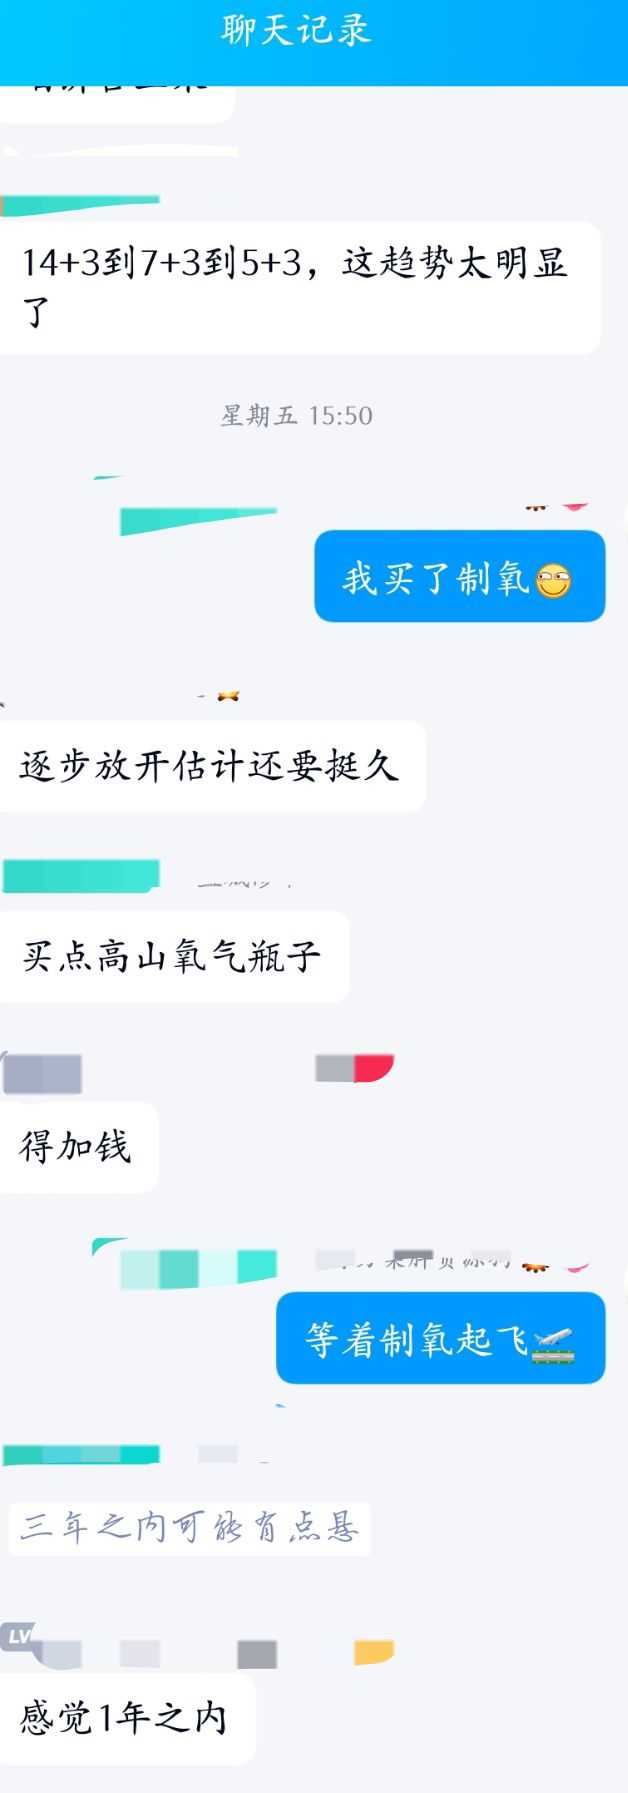 聊天记录
14+3到7+3到5+3，这趋势太明显
了
星期五 15:50
我买了制氧
逐步放开估计还要挺久
买点高山氧气瓶子
得加钱
等着制氧起飞
三年之内可能有点悬
LV
感觉1年之内